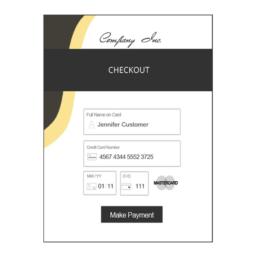 Company Inc.
CHECKOUT
Full Name on Card
Jennifer Customer
Credit Card Number
4567 4344 5552 3725
MM / YY
CVC
01 11
111
MASTERCARD
Make Payment